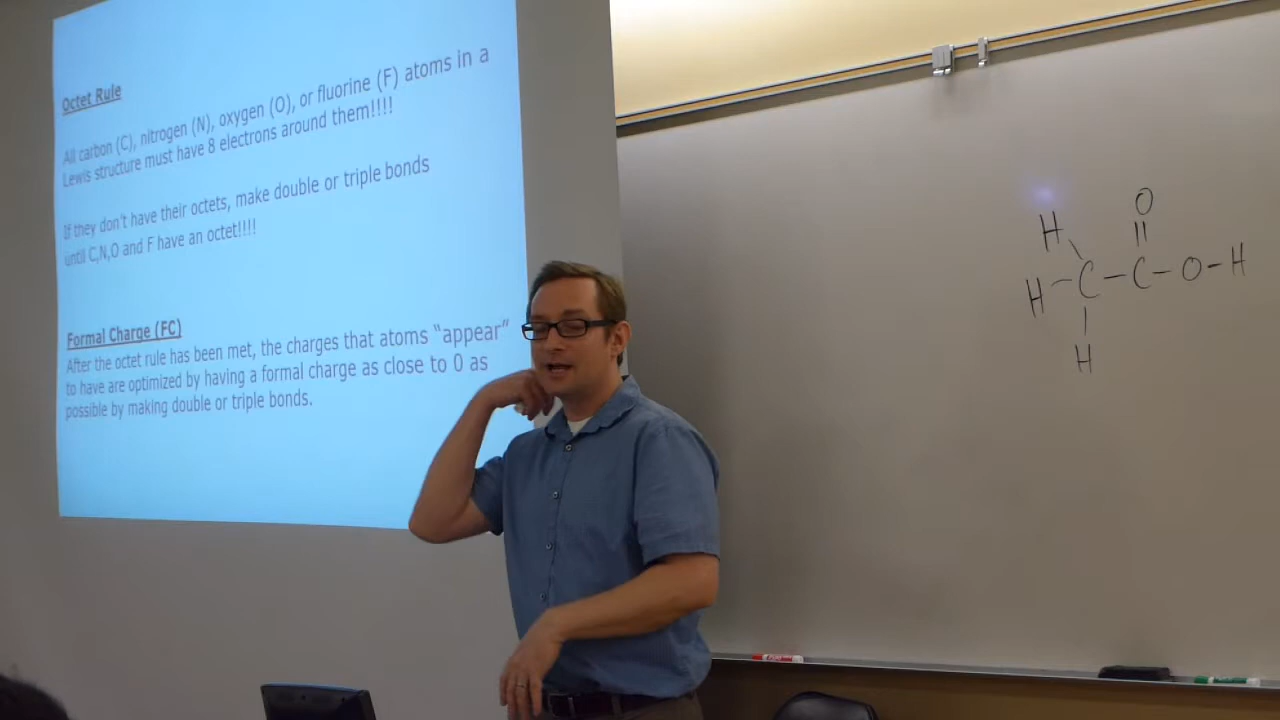 Octet Rule
All carbon (C), nitrogen (N), oxygen (O), or fluorine (F) atoms in a
Lewis structure must have 8 electrons around them!!!!
If they don't have their octets, make double or triple bonds
until C,N,O and F have an octet!!!!
Formal Charge (FC)
After the octet rule has been met, the charges that atoms "appear"
to have are optimized by having a formal charge as close to 0 as
possible by making double or triple bonds.
O
H
H - C - C - O - H
H